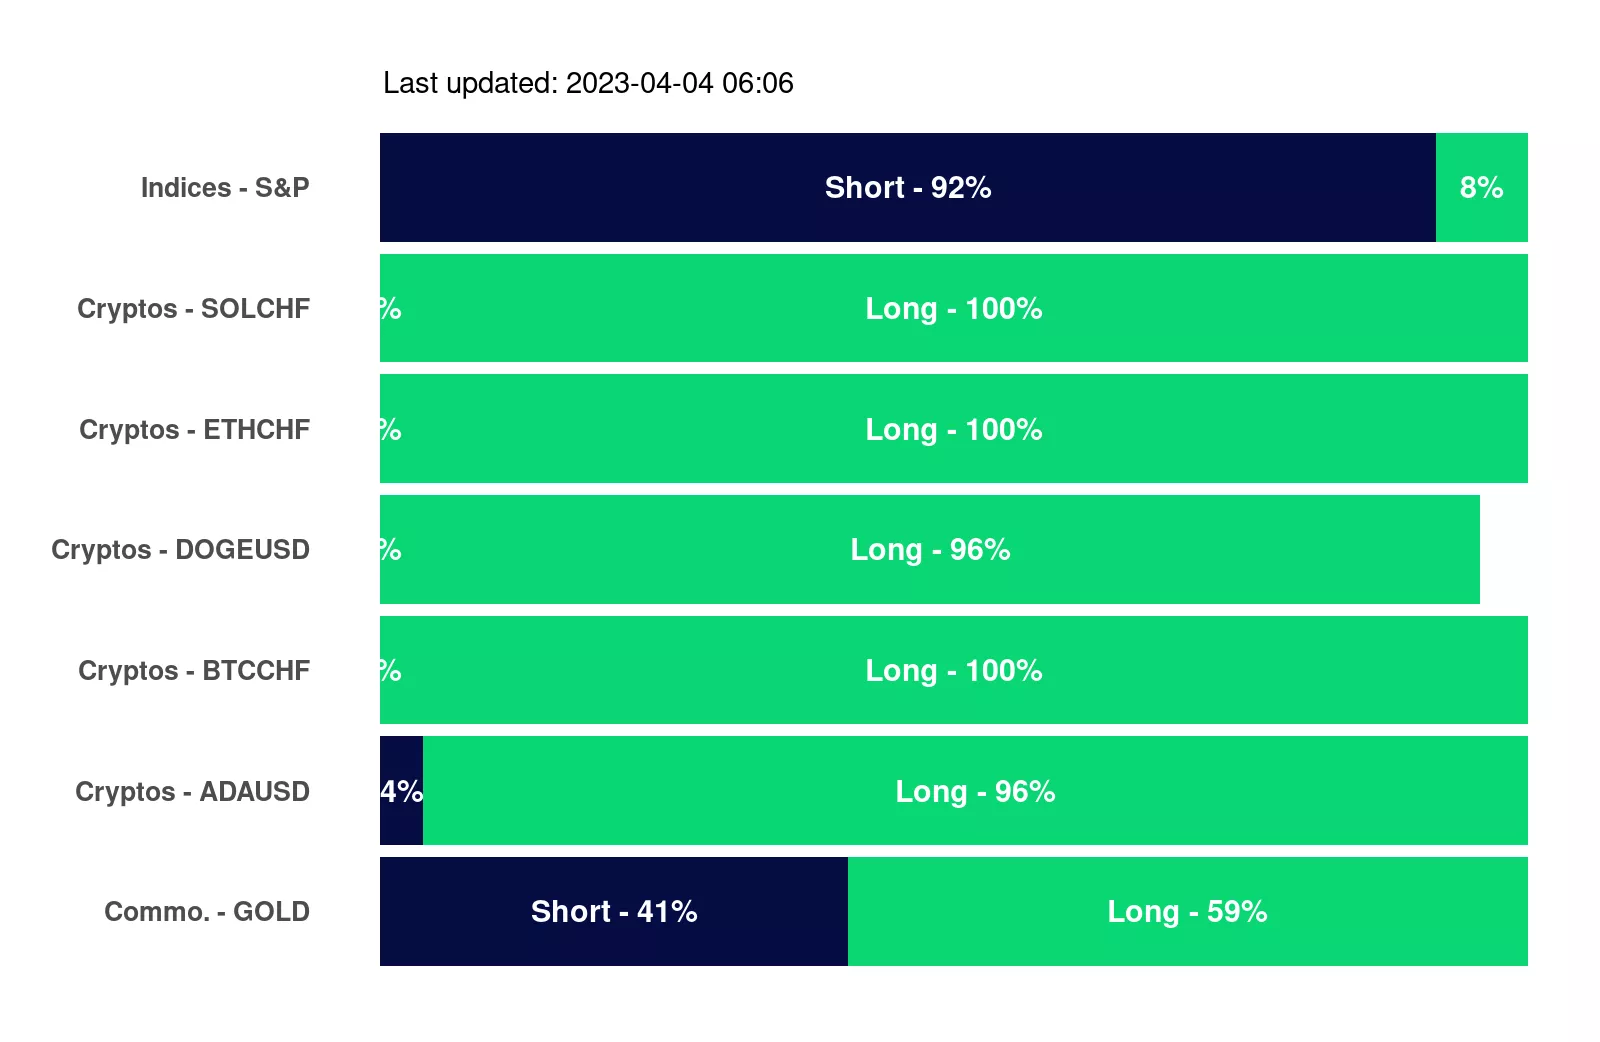 Last updated: 2023-04-04 06:06
Indices - S&P Short - 92% 8%
Cryptos - SOLCHF % Long - 100%
Cryptos - ETHCHF % Long - 100%
Cryptos - DOGEUSD % Long - 96%
Cryptos - BTCCHF % Long - 100%
Cryptos - ADAUSD 4% Long - 96%
Commo. - GOLD Short - 41% Long - 59%